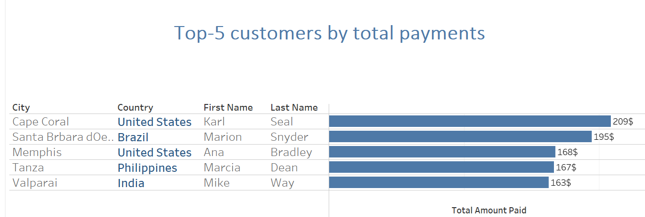 Top-5 customers by total payments
City Country First Name Last Name
Cape Coral United States Karl Seal 209$
Santa Brbara dOe.. Brazil Marion Snyder 195$
Memphis United States Ana Bradley 168$
Tanza Philippines Marcia Dean 167$
Valparai India Mike Way 163$
Total Amount Paid